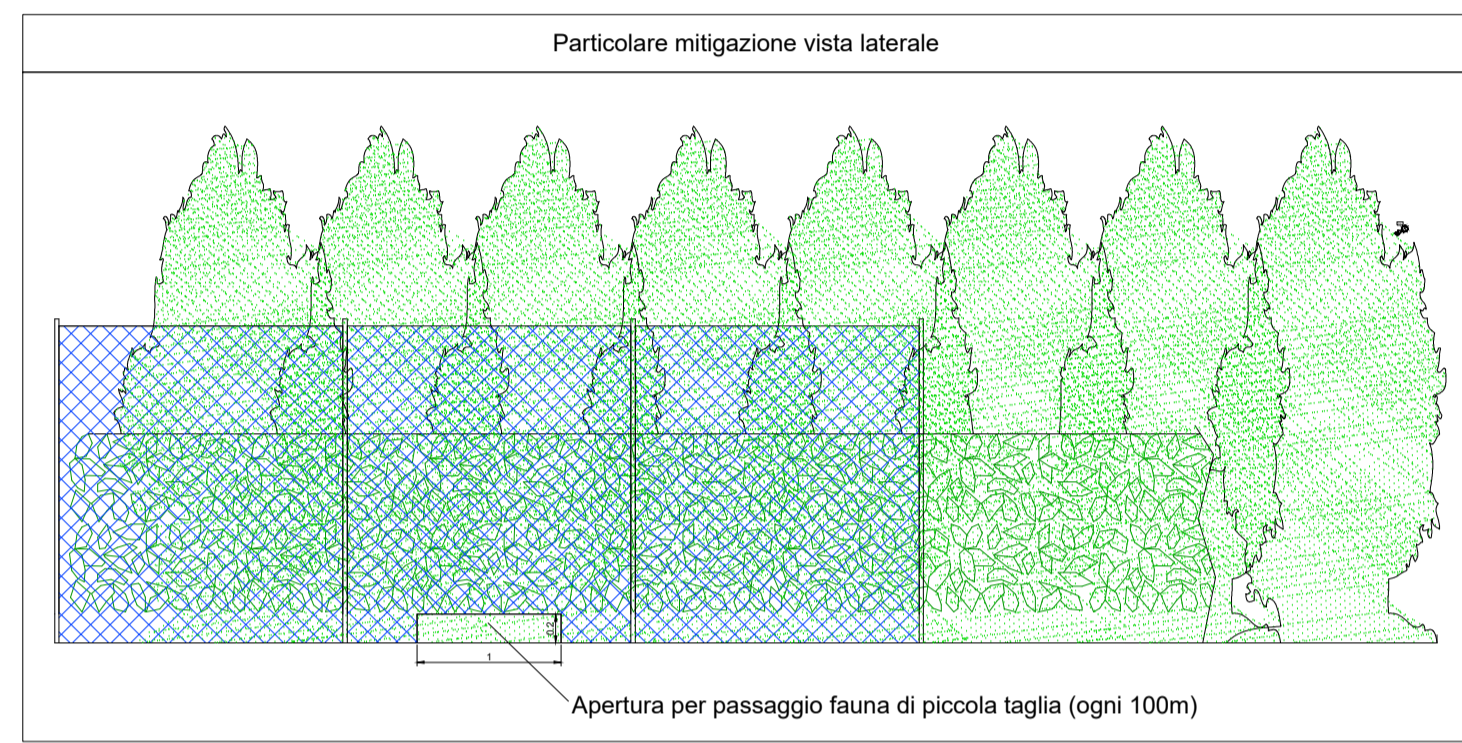 Particolare mitigazione vista laterale
0.2
1
Apertura per passaggio fauna di piccola taglia (ogni 100m)